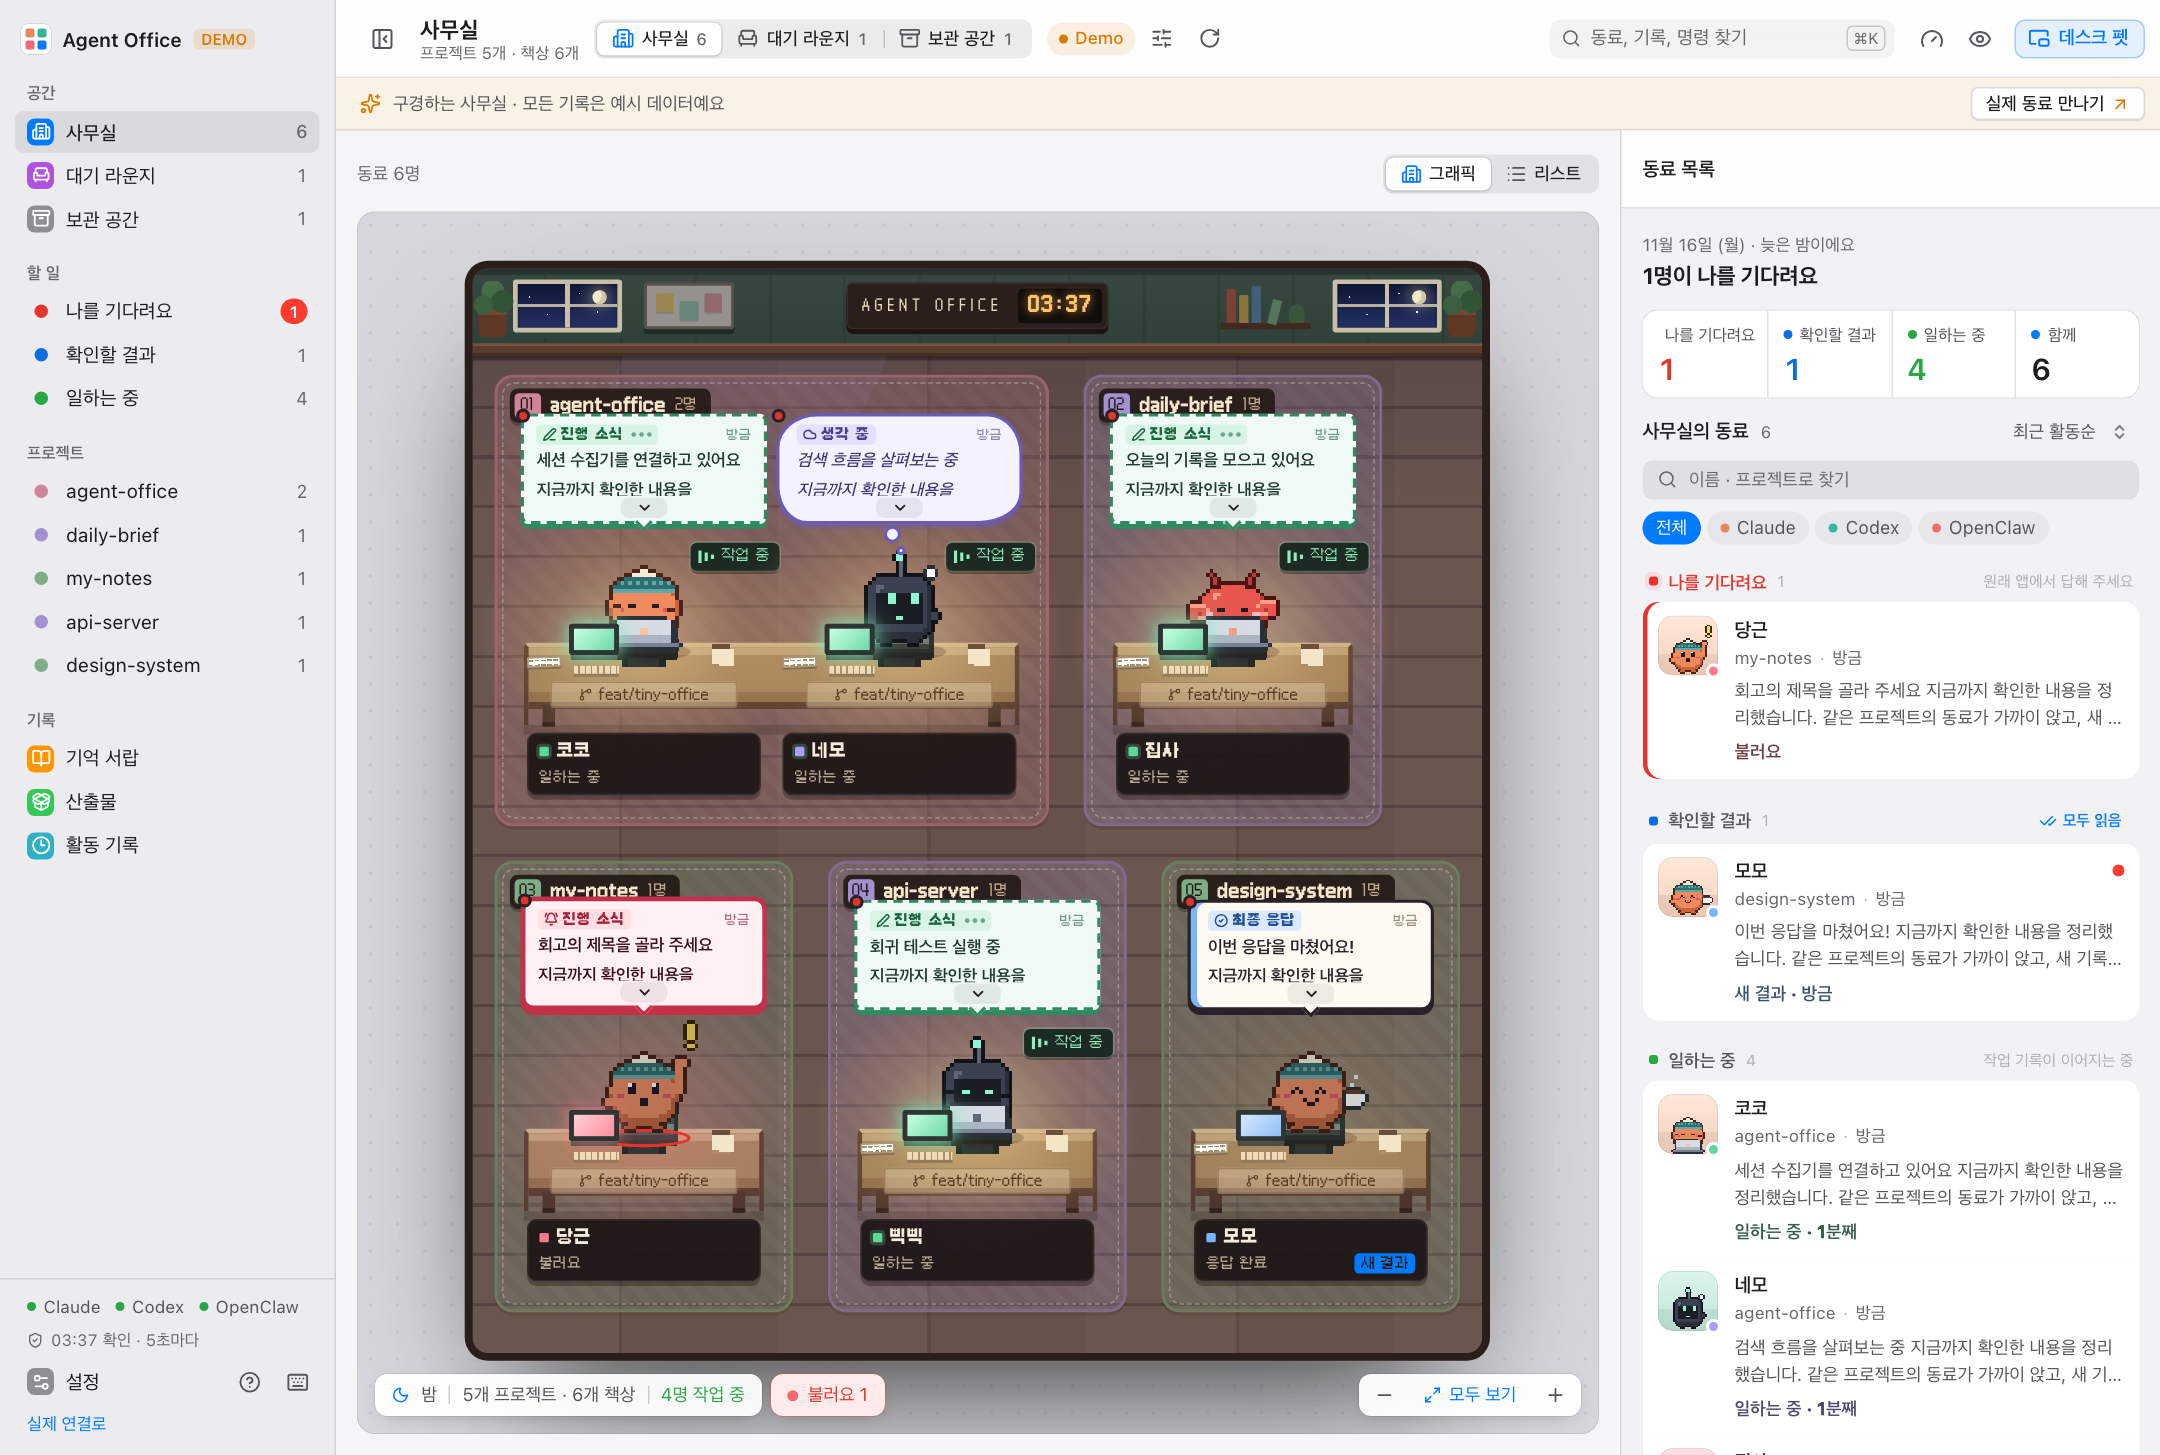 Agent Office DEMO
공간
사무실 6
대기 라운지 1
보관 공간 1
할 일
나를 기다려요 1
확인할 결과 1
일하는 중 4
프로젝트
agent-office 2
daily-brief 1
my-notes 1
api-server 1
design-system 1
기록
기억 서랍
산출물
활동 기록
Claude Codex OpenClaw
03:37 확인 · 5초마다
설정
실제 연결로
사무실
프로젝트 5개 · 책상 6개
사무실 6 대기 라운지 1 보관 공간 1
Demo
동료, 기록, 명령 찾기 ⌘K
데스크 펫
구경하는 사무실 · 모든 기록은 예시 데이터예요
실제 동료 만나기
동료 6명
그래픽 리스트
AGENT OFFICE 03:37
01 agent-office 2명
진행 소식 방금
세션 수집기를 연결하고 있어요
지금까지 확인한 내용을
생각 중 방금
검색 흐름을 살펴보는 중
지금까지 확인한 내용을
작업 중
작업 중
feat/tiny-office
feat/tiny-office
코코
일하는 중
네모
일하는 중
02 daily-brief 1명
진행 소식 방금
오늘의 기록을 모으고 있어요
지금까지 확인한 내용을
작업 중
feat/tiny-office
집사
일하는 중
03 my-notes 1명
진행 소식 방금
회고의 제목을 골라 주세요
지금까지 확인한 내용을
feat/tiny-office
당근
불러요
04 api-server 1명
진행 소식 방금
회귀 테스트 실행 중
지금까지 확인한 내용을
작업 중
feat/tiny-office
삑삑
일하는 중
05 design-system 1명
최종 응답 방금
이번 응답을 마쳤어요!
지금까지 확인한 내용을
feat/tiny-office
모모
응답 완료 새 결과
밤 5개 프로젝트 · 6개 책상 4명 작업 중
불러요 1
모두 보기
동료 목록
11월 16일 (월) · 늦은 밤이에요
1명이 나를 기다려요
나를 기다려요 확인할 결과 일하는 중 함께
1 1 4 6
사무실의 동료 6 최근 활동순
이름 · 프로젝트로 찾기
전체 Claude Codex OpenClaw
나를 기다려요 1 원래 앱에서 답해 주세요
당근
my-notes · 방금
회고의 제목을 골라 주세요 지금까지 확인한 내용을 정
리했습니다. 같은 프로젝트의 동료가 가까이 앉고, 새 ...
불러요
확인할 결과 1 모두 읽음
모모
design-system · 방금
이번 응답을 마쳤어요! 지금까지 확인한 내용을 정리했
습니다. 같은 프로젝트의 동료가 가까이 앉고, 새 기록...
새 결과 · 방금
일하는 중 4 작업 기록이 이어지는 중
코코
agent-office · 방금
세션 수집기를 연결하고 있어요 지금까지 확인한 내용을
정리했습니다. 같은 프로젝트의 동료가 가까이 앉고, ...
일하는 중 · 1분째
네모
agent-office · 방금
검색 흐름을 살펴보는 중 지금까지 확인한 내용을 정리
했습니다. 같은 프로젝트의 동료가 가까이 앉고, 새 기...
일하는 중 · 1분째